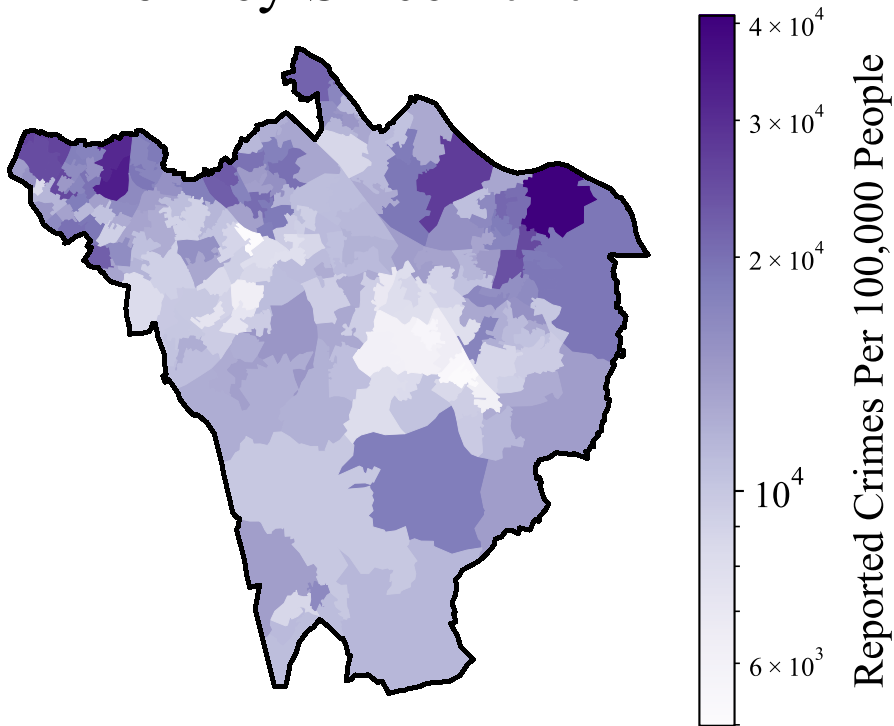 4 × 10⁴
3 × 10⁴
2 × 10⁴
10⁴
6 × 10³
Reported Crimes Per 100,000 People